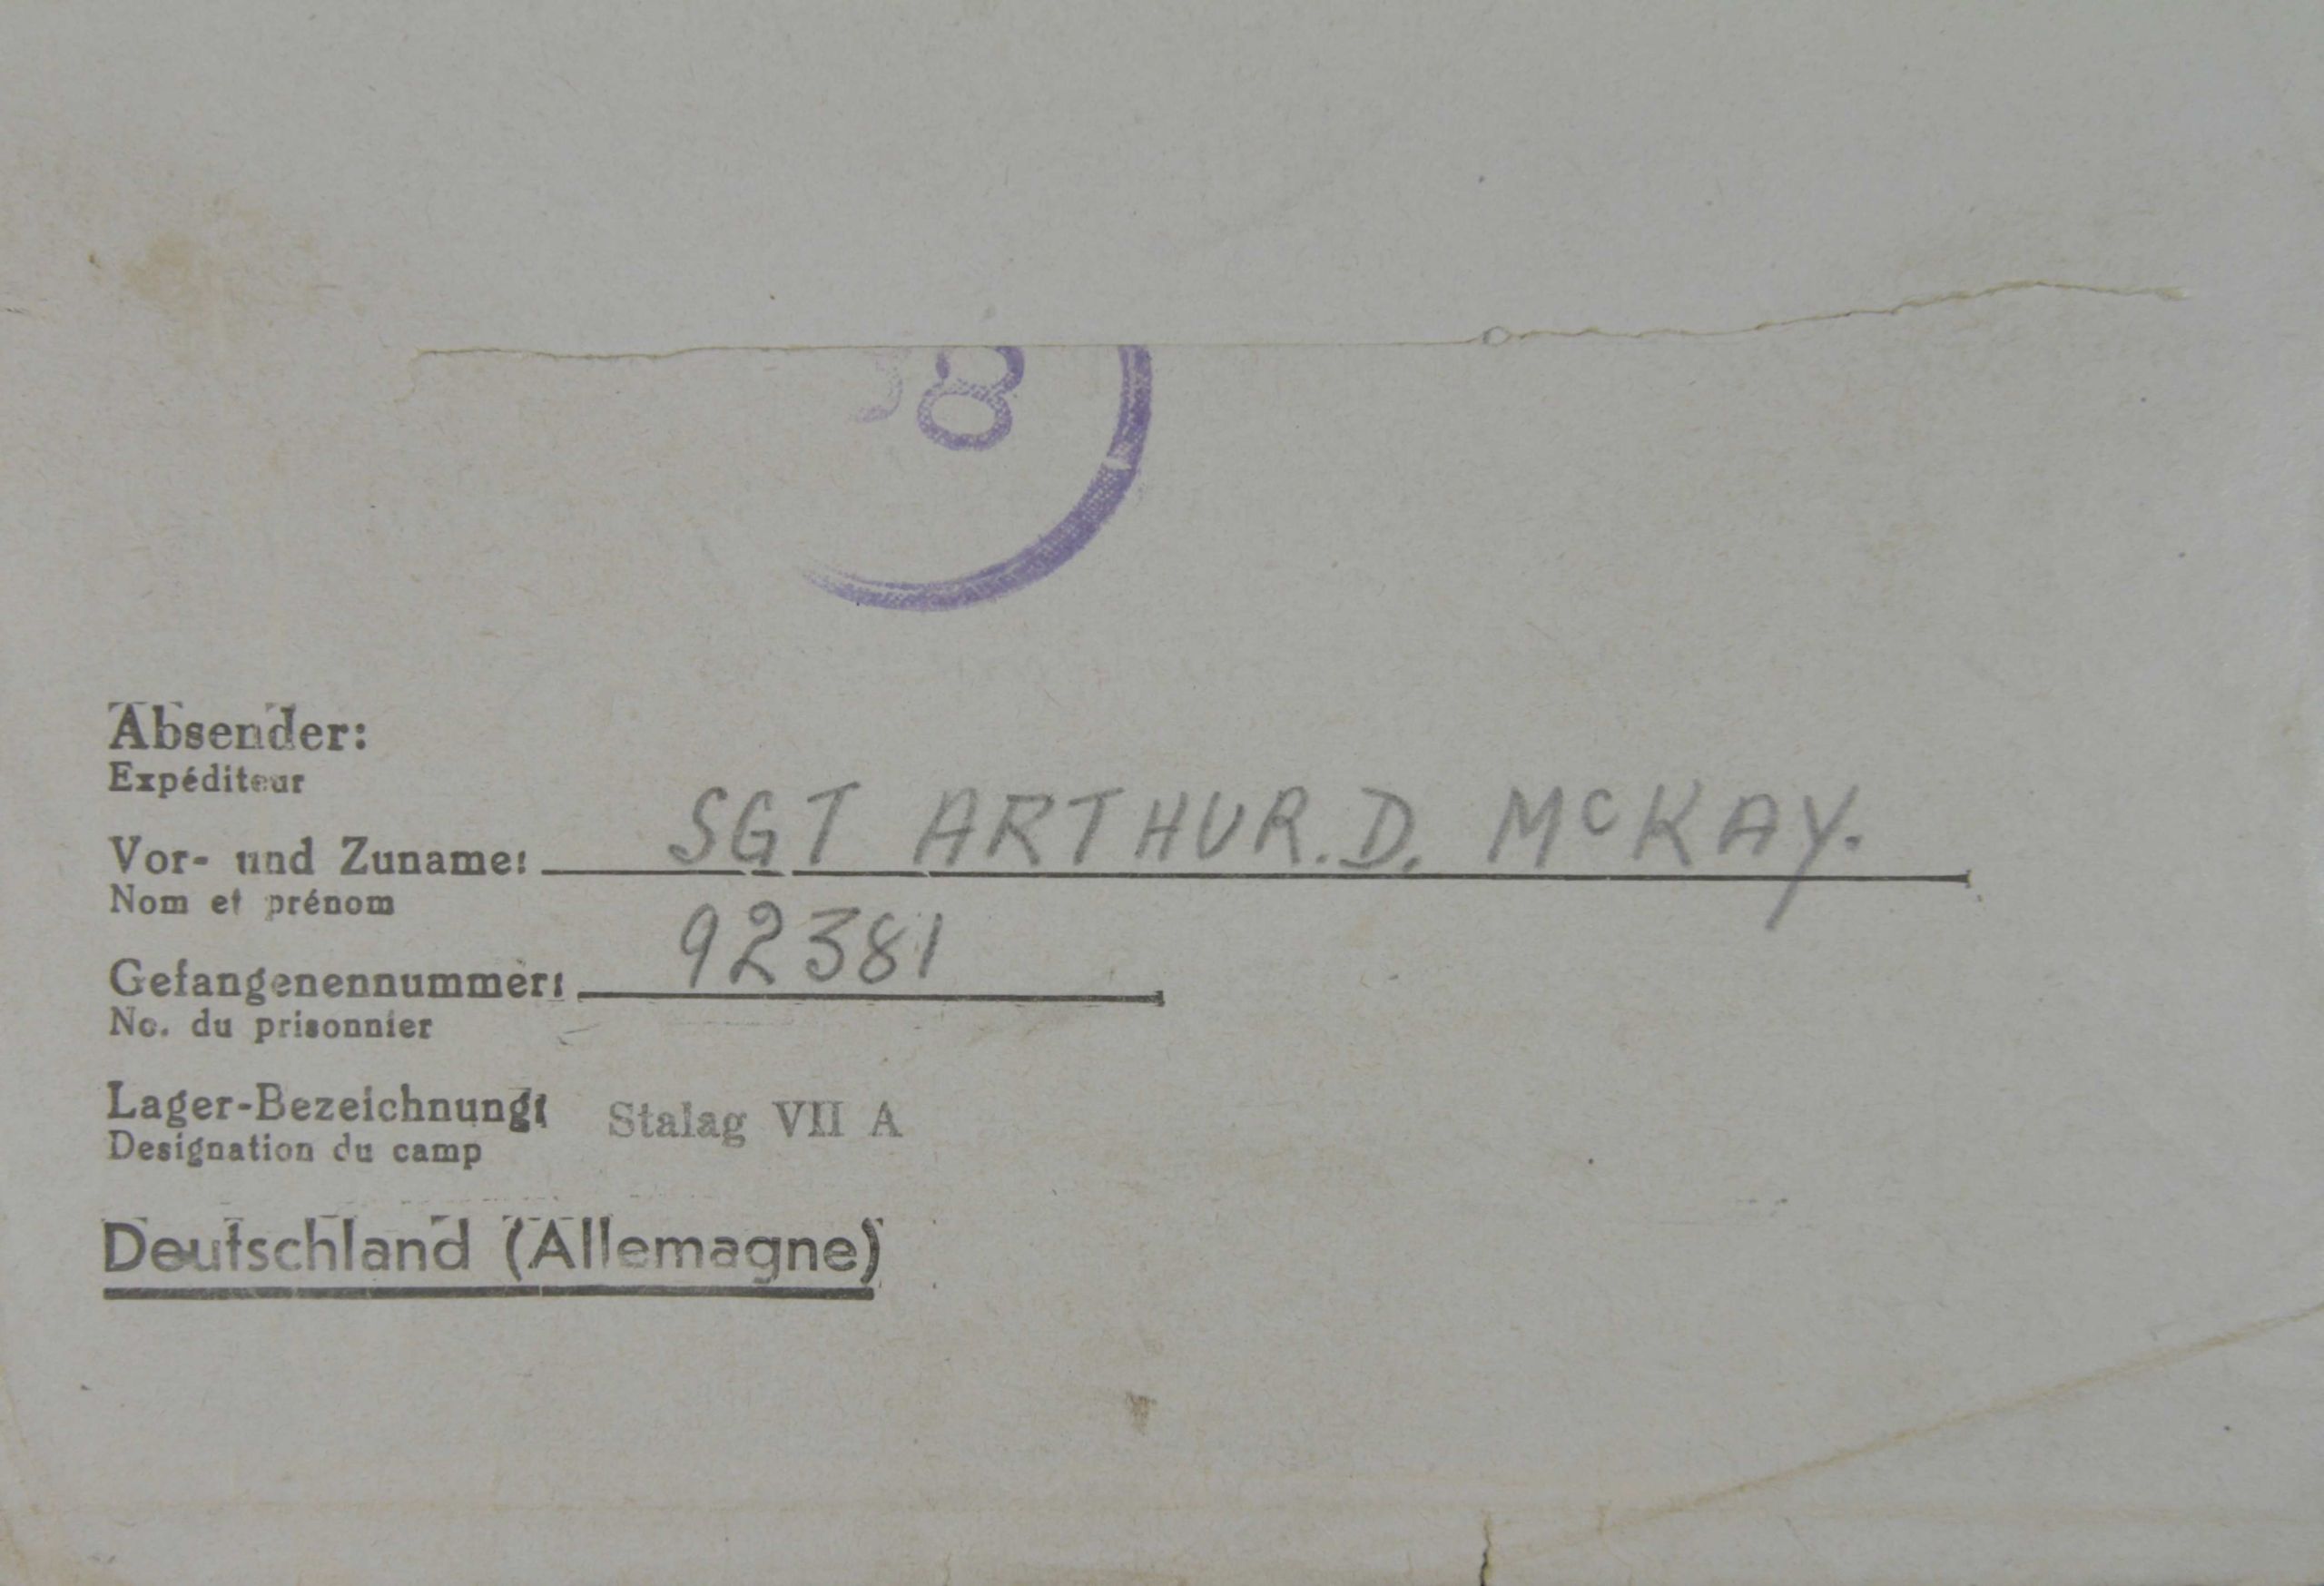 8
Absender:
Expéditeur
Vor- und Zuname: SGT ARTHUR.D. McKAY.
Nom et prénom
92381
Gefangenennummer:
No. du prisonnier
Lager-Bezeichnung: Stalag VII A
Designation du camp
Deutschland (Allemagne)